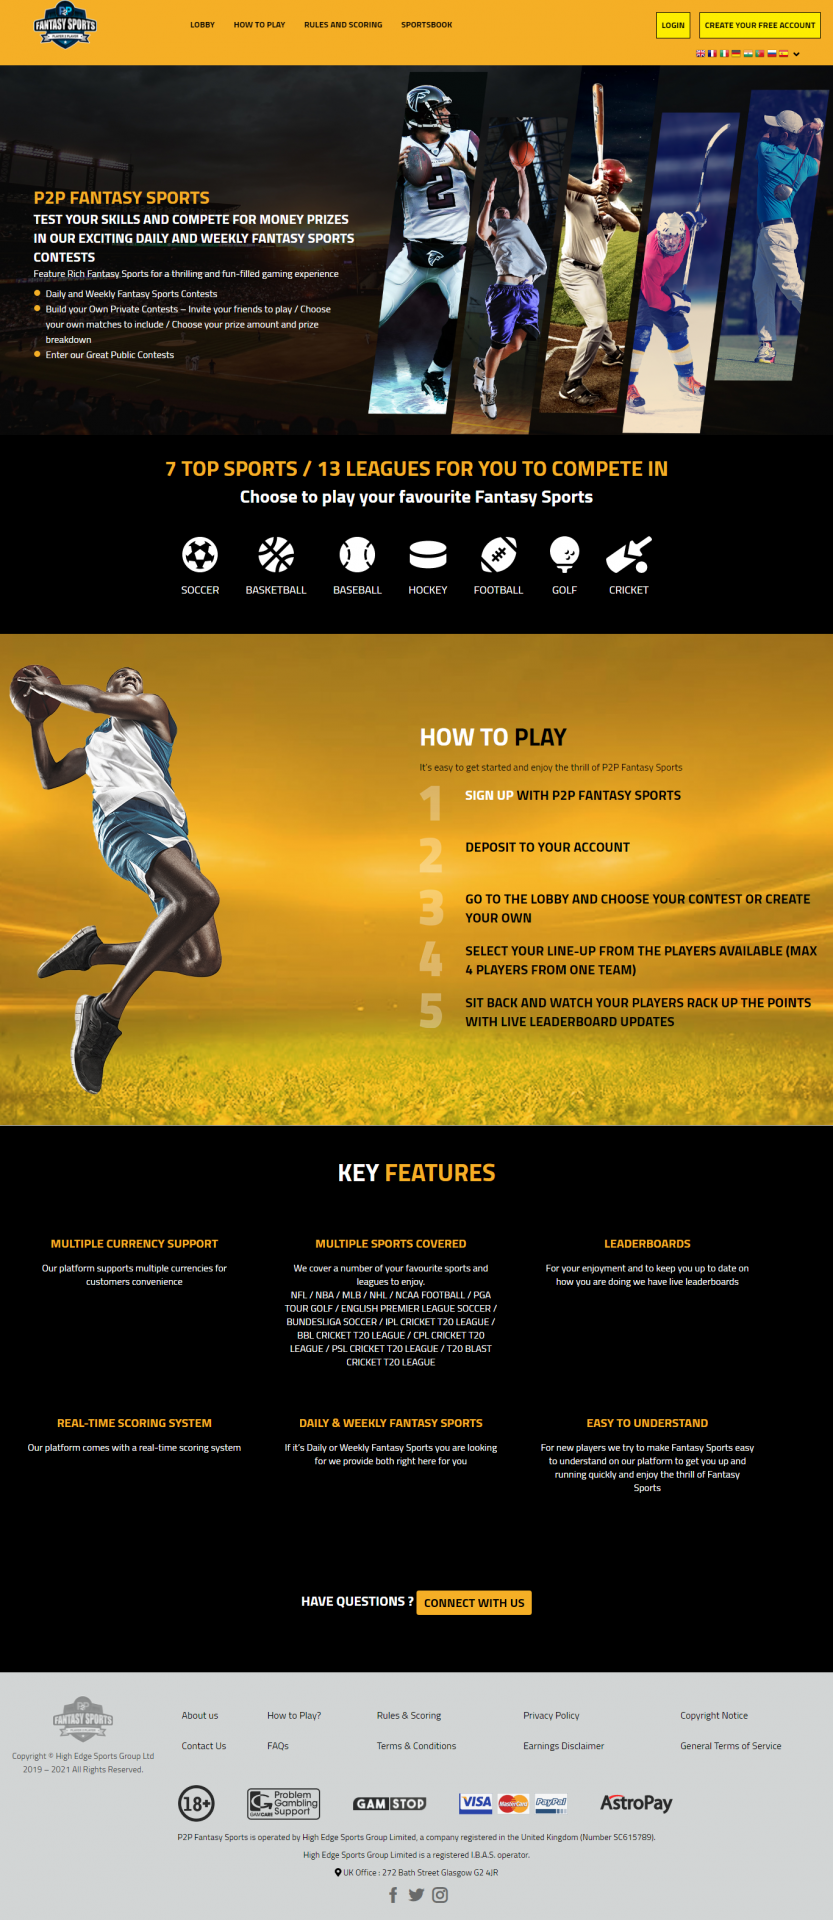 P2P
FANTASY SPORTS
LOBBY
HOW TO PLAY
RULES AND SCORING
SPORTSBOOK
LOGIN
CREATE YOUR FREE ACCOUNT
P2P FANTASY SPORTS
TEST YOUR SKILLS AND COMPETE FOR MONEY PRIZES
IN OUR EXCITING DAILY AND WEEKLY FANTASY SPORTS
CONTESTS
Feature Rich Fantasy Sports for a thrilling and fun-filled gaming experience
Daily and Weekly Fantasy Sports Contests
Build your Own Private Contests – Invite your friends to play / Choose
your own matches to include / Choose your prize amount and prize
breakdown
Enter our Great Public Contests
2
7 TOP SPORTS / 13 LEAGUES FOR YOU TO COMPETE IN
Choose to play your favourite Fantasy Sports
SOCCER
BASKETBALL
BASEBALL
HOCKEY
FOOTBALL
GOLF
CRICKET
HOW TO PLAY
It's easy to get started and enjoy the thrill of P2P Fantasy Sports
1 SIGN UP WITH P2P FANTASY SPORTS
2 DEPOSIT TO YOUR ACCOUNT
3 GO TO THE LOBBY AND CHOOSE YOUR CONTEST OR CREATE
YOUR OWN
4 SELECT YOUR LINE-UP FROM THE PLAYERS AVAILABLE (MAX
4 PLAYERS FROM ONE TEAM)
5 SIT BACK AND WATCH YOUR PLAYERS RACK UP THE POINTS
WITH LIVE LEADERBOARD UPDATES
KEY FEATURES
MULTIPLE CURRENCY SUPPORT
Our platform supports multiple currencies for
customers convenience
MULTIPLE SPORTS COVERED
We cover a number of your favourite sports and
leagues to enjoy.
NFL / NBA / MLB / NHL / NCAA FOOTBALL / PGA
TOUR GOLF / ENGLISH PREMIER LEAGUE SOCCER /
BUNDESLIGA SOCCER / IPL CRICKET T20 LEAGUE /
BBL CRICKET T20 LEAGUE / CPL CRICKET T20
LEAGUE / PSL CRICKET T20 LEAGUE / T20 BLAST
CRICKET T20 LEAGUE
LEADERBOARDS
For your enjoyment and to keep you up to date on
how you are doing we have live leaderboards
REAL-TIME SCORING SYSTEM
Our platform comes with a real-time scoring system
DAILY & WEEKLY FANTASY SPORTS
If it's Daily or Weekly Fantasy Sports you are looking
for we provide both right here for you
EASY TO UNDERSTAND
For new players we try to make Fantasy Sports easy
to understand on our platform to get you up and
running quickly and enjoy the thrill of Fantasy
Sports
HAVE QUESTIONS ? CONNECT WITH US
FANTASY SPORTS
Copyright © High Edge Sports Group Ltd
2019 – 2021 All Rights Reserved.
About us
How to Play?
Rules & Scoring
Privacy Policy
Copyright Notice
Contact Us
FAQs
Terms & Conditions
Earnings Disclaimer
General Terms of Service
18+
GAMCARE
Problem
Gambling
Support
GAMSTOP
VISA
MasterCard
PayPal
AstroPay
P2P Fantasy Sports is operated by High Edge Sports Group Limited, a company registered in the United Kingdom (Number SC615789).
High Edge Sports Group Limited is a registered I.B.A.S. operator.
UK Office : 272 Bath Street Glasgow G2 4JR